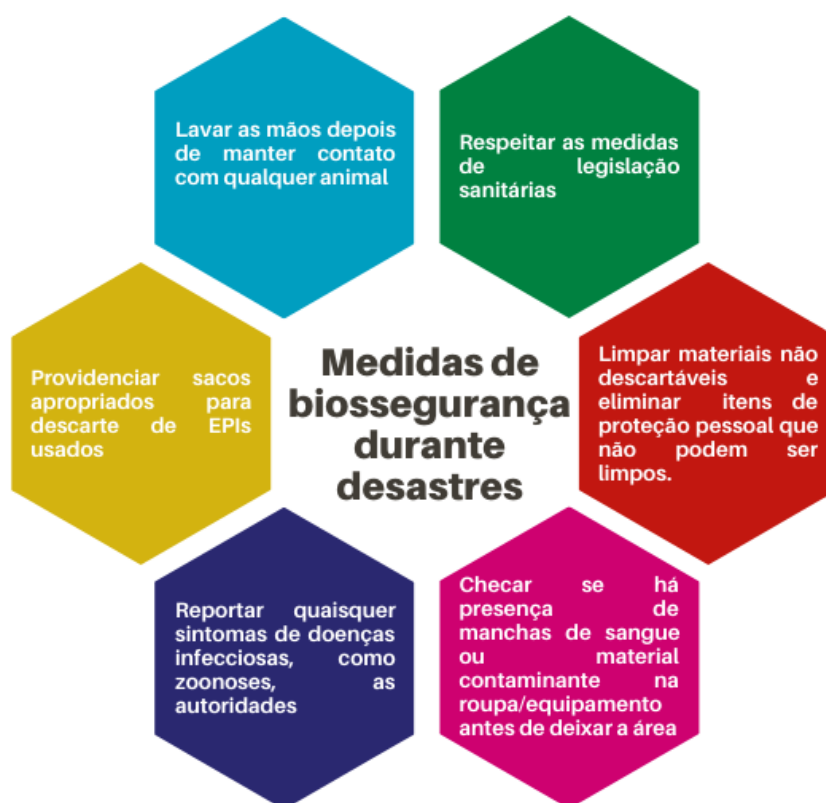 Lavar as mãos depois
de manter contato
com qualquer animal
Respeitar as medidas
de legislação
sanitárias
Providenciar sacos
apropriados para
descarte de EPIs
usados
Medidas de
biossegurança
durante
desastres
Limpar materiais não
descartáveis e
eliminar itens de
proteção pessoal que
não podem ser
limpos.
Reportar quaisquer
sintomas de doenças
infecciosas, como
zoonoses, as
autoridades
Checar se há
presença de
manchas de sangue
ou material
contaminante na
roupa/equipamento
antes de deixar a área